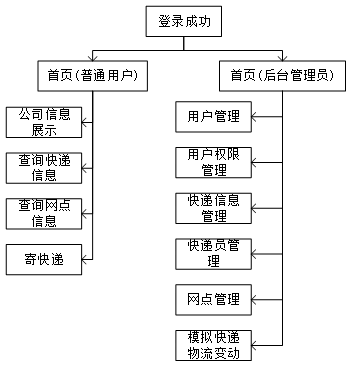 登录成功
首页(普通用户)
首页(后台管理员)
公司信息
展示
查询快递
信息
查询网点
信息
寄快递
用户管理
用户权限
管理
快递信息
管理
快递员管
理
网点管理
模拟快递
物流变动